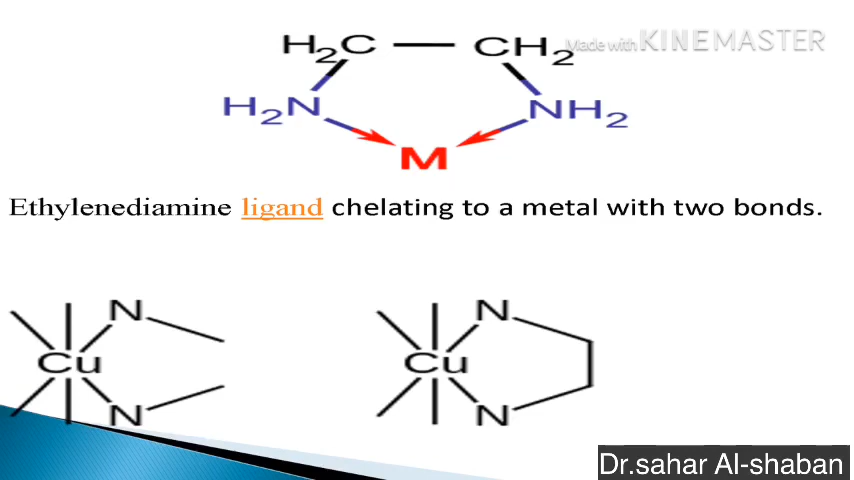 H2C — CH2
Made with KINEMASTER
H2N NH2
M
Ethylenediamine ligand chelating to a metal with two bonds.
N N
Cu Cu
N N
Dr.sahar Al-shaban